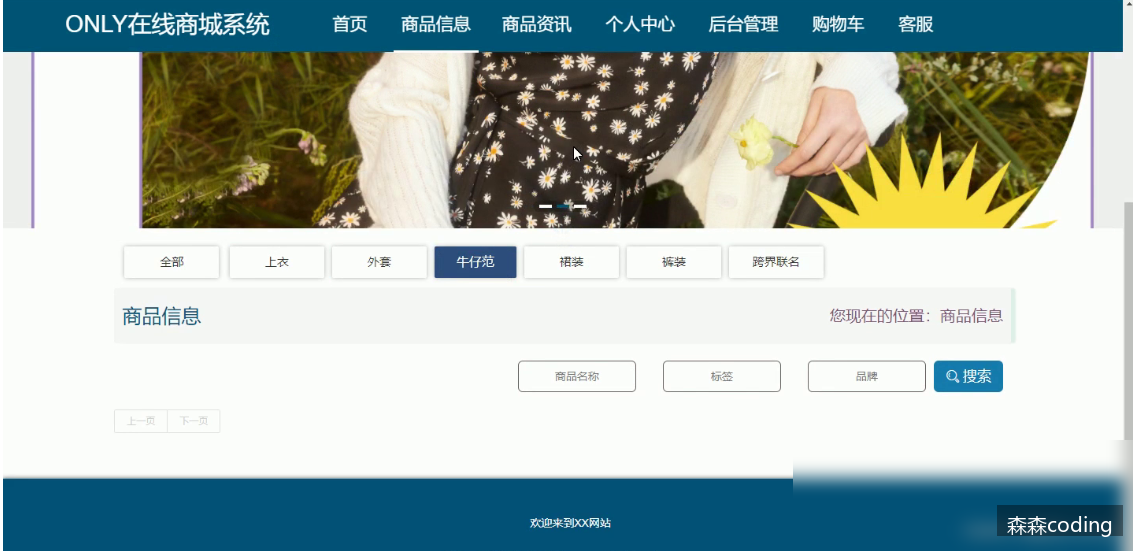 ONLY在线商城系统 首页 商品信息 商品资讯 个人中心 后台管理 购物车 客服
全部 上衣 外套 牛仔范 裙装 裤装 跨界联名
商品信息 您现在的位置：商品信息
商品名称 标签 品牌 搜索
上一页 下一页
欢迎来到XX网站
森森coding